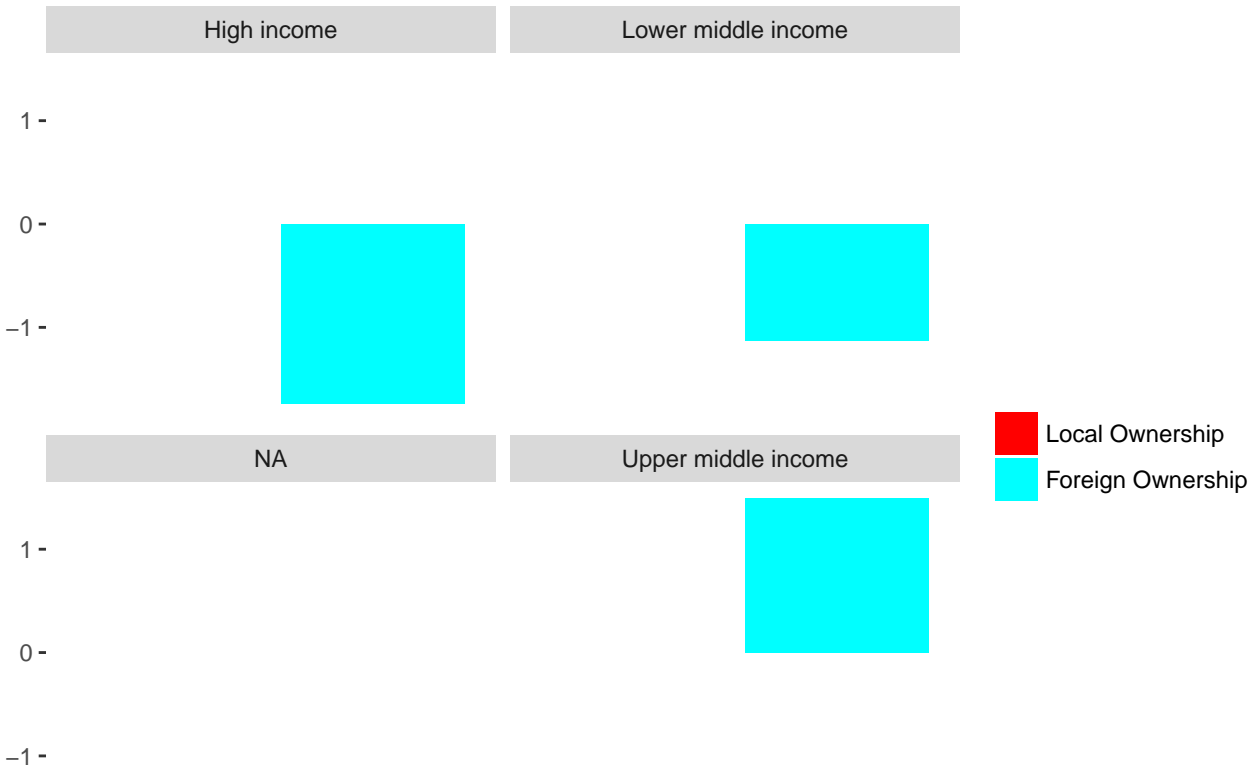 High income
Lower middle income
1
0
−1
NA
Upper middle income
1
0
−1
Local Ownership
Foreign Ownership